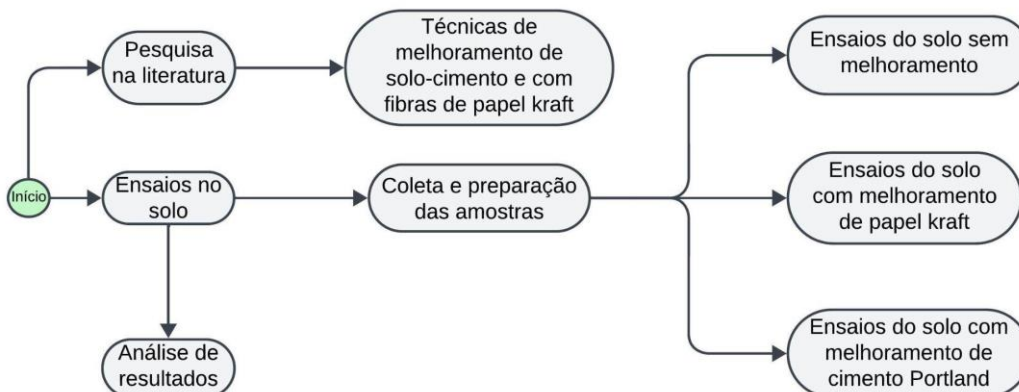 Pesquisa
na literatura
Técnicas de
melhoramento de
solo-cimento e com
fibras de papel kraft
Ensaios do solo sem
melhoramento
Início
Ensaios no
solo
Coleta e preparação
das amostras
Ensaios do solo
com melhoramento
de papel kraft
Análise de
resultados
Ensaios do solo com
melhoramento de
cimento Portland